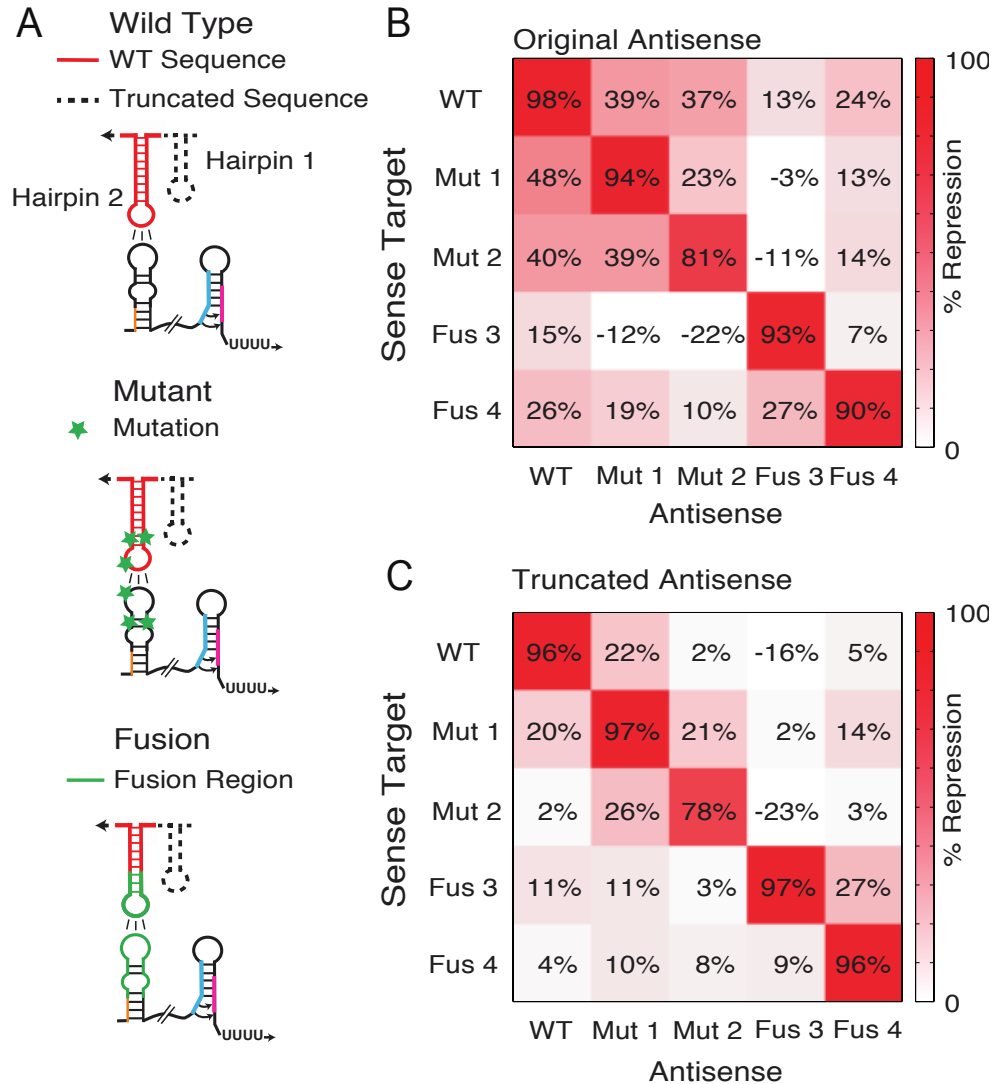 A
Wild Type
WT Sequence
Truncated Sequence
Hairpin 1
Hairpin 2
UUUU
Mutant
Mutation
UUUU
Fusion
Fusion Region
UUUU
B
Original Antisense
WT 98% 39% 37% 13% 24%
Mut 1 48% 94% 23% -3% 13%
Mut 2 40% 39% 81% -11% 14%
Fus 3 15% -12% -22% 93% 7%
Fus 4 26% 19% 10% 27% 90%
WT Mut 1 Mut 2 Fus 3 Fus 4
Antisense
Sense Target
100
% Repression
0
C
Truncated Antisense
WT 96% 22% 2% -16% 5%
Mut 1 20% 97% 21% 2% 14%
Mut 2 2% 26% 78% -23% 3%
Fus 3 11% 11% 3% 97% 27%
Fus 4 4% 10% 8% 9% 96%
WT Mut 1 Mut 2 Fus 3 Fus 4
Antisense
Sense Target
100
% Repression
0